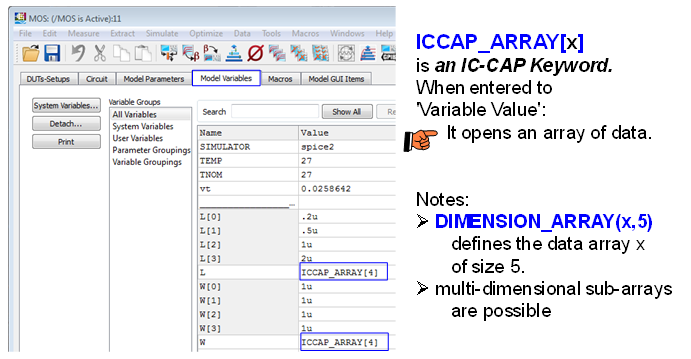 MOS: (/MOS is Active):11
File Edit Measure Extract Simulate Optimize Data Tools Macros Windows Help
DUTs-Setups Circuit Model Parameters Model Variables Macros Model GUI Items
System Variables...
Detach...
Print
Variable Groups
All Variables
System Variables
User Variables
Parameter Groupings
Variable Groupings
Search Show All Re
Name Value
SIMULATOR spice2
TEMP 27
TNOM 27
vt 0.0258642
L[0] .2u
L[1] .5u
L[2] 1u
L[3] 2u
L ICCAP_ARRAY[4]
W[0] 1u
W[1] 1u
W[2] 1u
W[3] 1u
W ICCAP_ARRAY[4]
ICCAP_ARRAY[x]
is an IC-CAP Keyword.
When entered to
'Variable Value':
It opens an array of data.
Notes:
➢ DIMENSION_ARRAY(x,5)
defines the data array x
of size 5.
➢ multi-dimensional sub-arrays
are possible